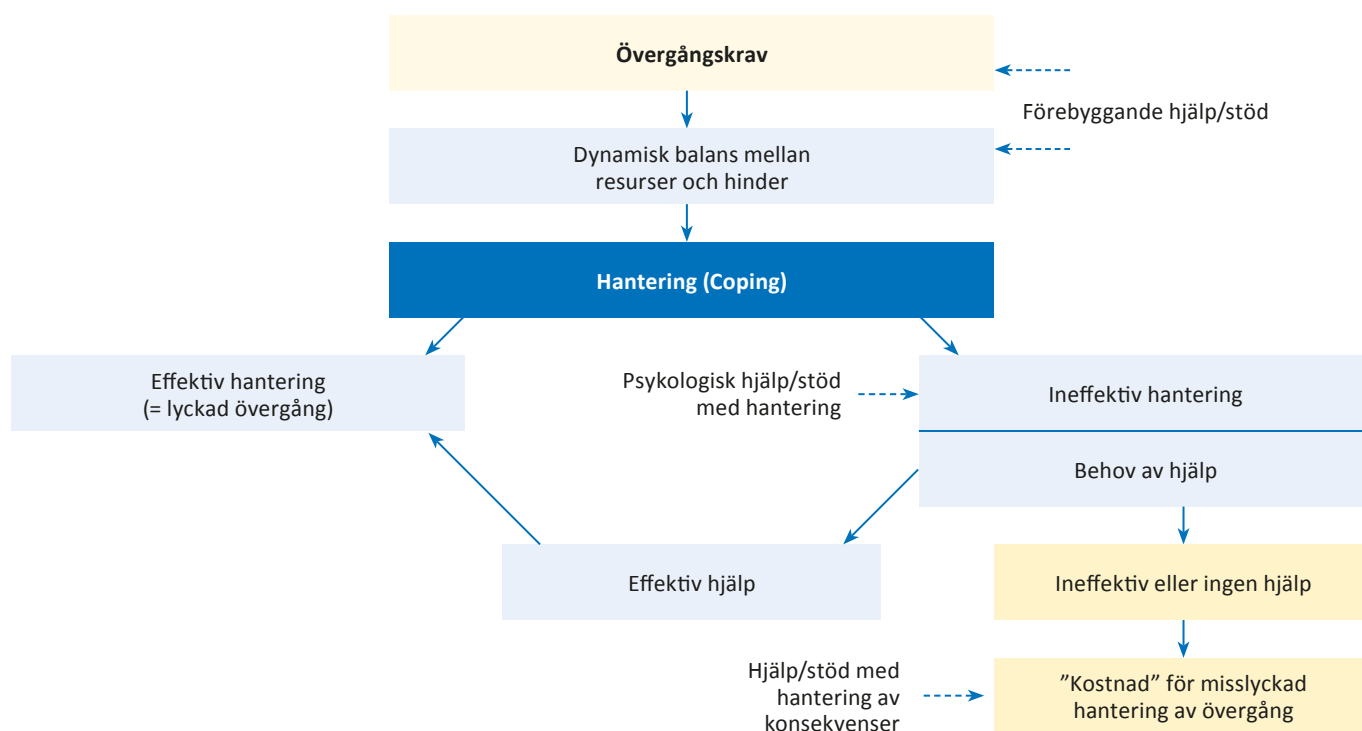 Övergångskrav
Förebyggande hjälp/stöd
Dynamisk balans mellan
resurser och hinder
Hantering (Coping)
Effektiv hantering
(= lyckad övergång)
Psykologisk hjälp/stöd
med hantering
Ineffektiv hantering
Behov av hjälp
Effektiv hjälp
Ineffektiv eller ingen hjälp
Hjälp/stöd med
hantering av
konsekvenser
”Kostnad” för misslyckad
hantering av övergång